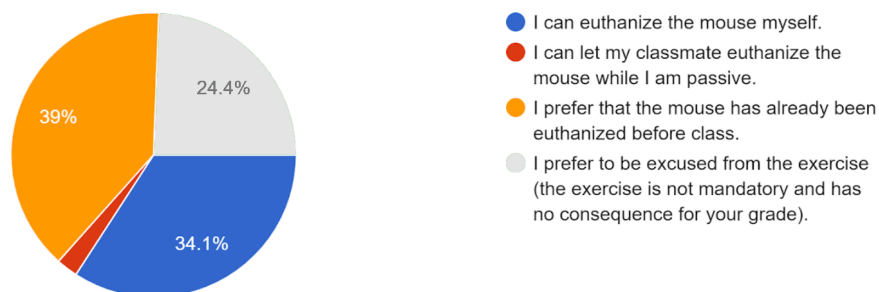 24.4%
39%
34.1%
I can euthanize the mouse myself.
I can let my classmate euthanize the
mouse while I am passive.
I prefer that the mouse has already been
euthanized before class.
I prefer to be excused from the exercise
(the exercise is not mandatory and has
no consequence for your grade).